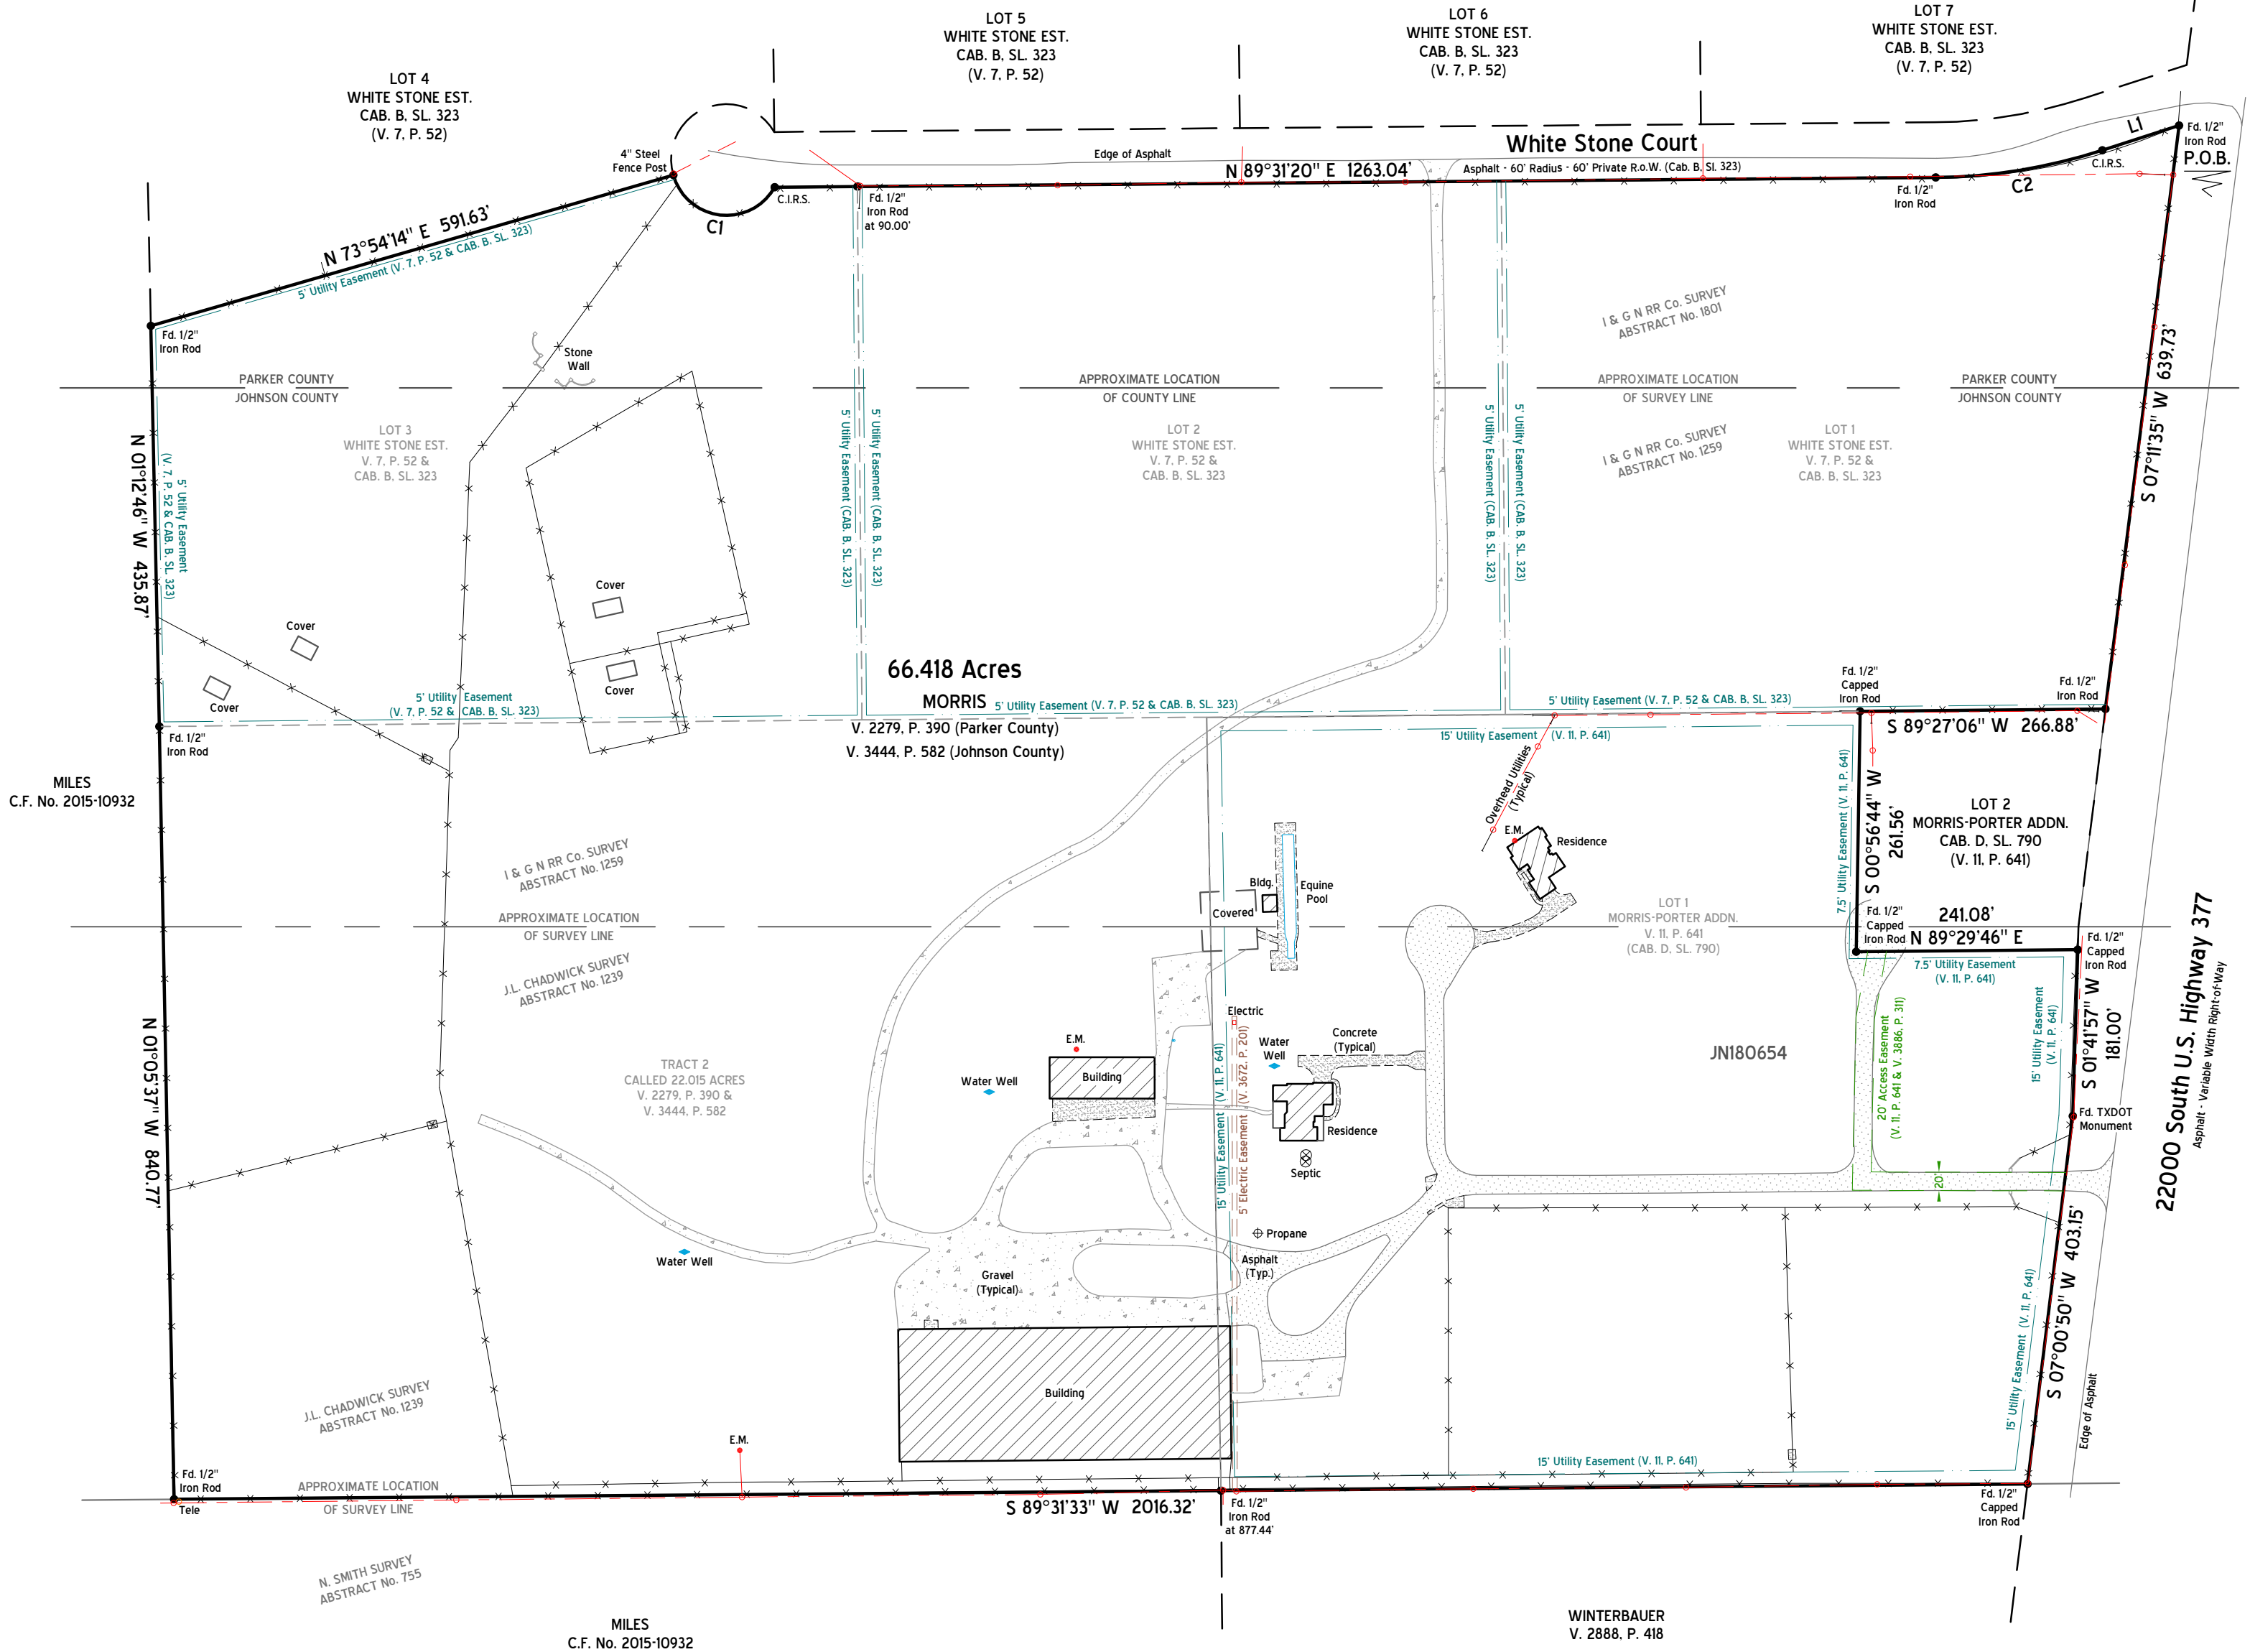 LOT 4
WHITE STONE EST.
CAB. B, SL. 323
(V. 7, P. 52)
LOT 5
WHITE STONE EST.
CAB. B, SL. 323
(V. 7, P. 52)
LOT 6
WHITE STONE EST.
CAB. B, SL. 323
(V. 7, P. 52)
LOT 7
WHITE STONE EST.
CAB. B, SL. 323
(V. 7, P. 52)
4" Steel
Fence Post
Edge of Asphalt
White Stone Court
N 89°31'20" E 1263.04'
Asphalt - 60' Radius - 60' Private R.o.W. (Cab. B, Sl. 323)
L1
C.I.R.S.
Fd. 1/2"
Iron Rod
P.O.B.
C2
Fd. 1/2"
Iron Rod
C.I.R.S.
C1
Fd. 1/2"
Iron Rod
at 90.00'
N 73°54'14" E 591.63'
5' Utility Easement (V. 7, P. 52 & CAB. B, SL. 323)
Fd. 1/2"
Iron Rod
Stone
Wall
I & G N RR Co. SURVEY
ABSTRACT No. 1801
PARKER COUNTY
JOHNSON COUNTY
APPROXIMATE LOCATION
OF COUNTY LINE
APPROXIMATE LOCATION
OF SURVEY LINE
PARKER COUNTY
JOHNSON COUNTY
S 07°11'35" W 639.73'
LOT 3
WHITE STONE EST.
V. 7, P. 52 &
CAB. B, SL. 323
LOT 2
WHITE STONE EST.
V. 7, P. 52 &
CAB. B, SL. 323
I & G N RR Co. SURVEY
ABSTRACT No. 1259
LOT 1
WHITE STONE EST.
V. 7, P. 52 &
CAB. B, SL. 323
N 01°12'46" W 435.87'
5' Utility Easement
(V. 7, P. 52 & CAB. B, SL. 323)
5' Utility Easement (CAB. B, SL. 323)
5' Utility Easement (CAB. B, SL. 323)
5' Utility Easement (CAB. B, SL. 323)
5' Utility Easement (CAB. B, SL. 323)
Cover
Cover
Cover
Cover
5' Utility Easement
(V. 7, P. 52 & CAB. B, SL. 323)
Fd. 1/2"
Iron Rod
66.418 Acres
MORRIS
V. 2279, P. 390 (Parker County)
V. 3444, P. 582 (Johnson County)
5' Utility Easement (V. 7, P. 52 & CAB. B, SL. 323)
5' Utility Easement (V. 7, P. 52 & CAB. B, SL. 323)
Fd. 1/2"
Capped
Iron Rod
Fd. 1/2"
Iron Rod
S 89°27'06" W 266.88'
15' Utility Easement (V. 11, P. 641)
Overhead Utilities
(Typical)
E.M.
Residence
7.5' Utility Easement (V. 11, P. 641)
S 00°56'44" W
261.56'
LOT 2
MORRIS-PORTER ADDN.
CAB. D, SL. 790
(V. 11, P. 641)
MILES
C.F. No. 2015-10932
I & G N RR Co. SURVEY
ABSTRACT No. 1259
APPROXIMATE LOCATION
OF SURVEY LINE
J.L. CHADWICK SURVEY
ABSTRACT No. 1239
Bldg.
Covered
Equine
Pool
LOT 1
MORRIS-PORTER ADDN.
V. 11, P. 641
(CAB. D, SL. 790)
Fd. 1/2"
Capped
Iron Rod
241.08'
N 89°29'46" E
Fd. 1/2"
Capped
Iron Rod
7.5' Utility Easement
(V. 11, P. 641)
15' Utility Easement
(V. 11, P. 641)
S 01°41'57" W
181.00'
22000 South U.S. Highway 377
Asphalt - Variable Width Right-of-Way
Fd. TXDOT
Monument
20' Access Easement
(V. 11, P. 641 & V. 3886, P. 311)
20'
JN180654
N 01°05'37" W 840.77'
TRACT 2
CALLED 22.015 ACRES
V. 2279, P. 390 &
V. 3444, P. 582
Water Well
E.M.
Building
Electric
Water
Well
Concrete
(Typical)
15' Utility Easement (V. 11, P. 641)
5' Electric Easement (V. 3672, P. 201)
Residence
Septic
Propane
Asphalt
(Typ.)
Water Well
Gravel
(Typical)
Building
S 07°00'50" W 403.15'
15' Utility Easement (V. 11, P. 641)
Edge of Asphalt
J.L. CHADWICK SURVEY
ABSTRACT No. 1239
E.M.
15' Utility Easement (V. 11, P. 641)
Fd. 1/2"
Iron Rod
Tele
APPROXIMATE LOCATION
OF SURVEY LINE
S 89°31'33" W 2016.32'
Fd. 1/2"
Iron Rod
at 877.44'
Fd. 1/2"
Capped
Iron Rod
N. SMITH SURVEY
ABSTRACT No. 755
MILES
C.F. No. 2015-10932
WINTERBAUER
V. 2888, P. 418